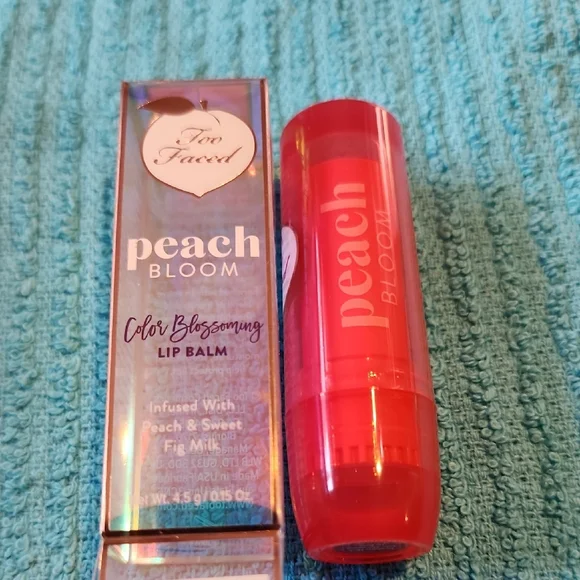 Too
Faced
peach
BLOOM
Color Blossoming
LIP BALM
Infused With
Peach & Sweet
Fig Milk
Net Wt. 4.5 g / 0.15 Oz.
peach
BLOOM